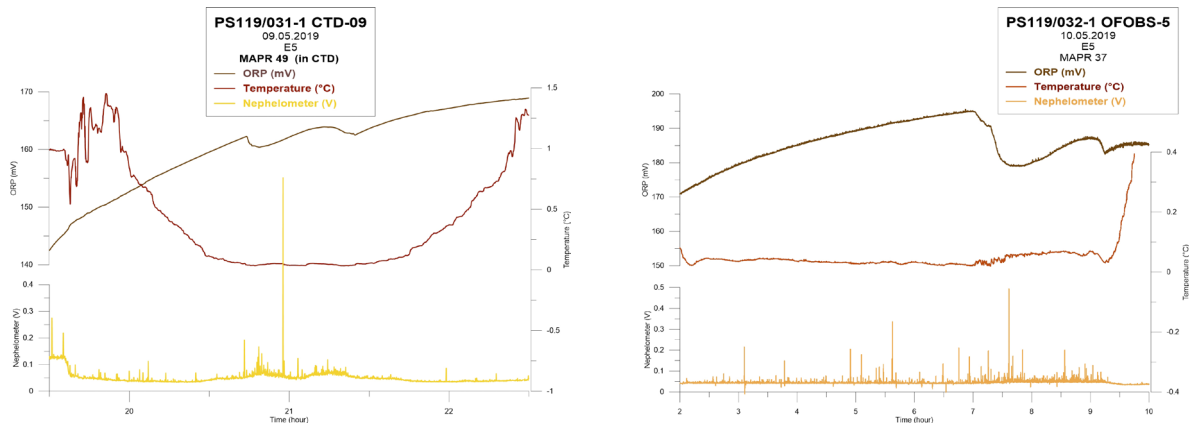 PS119/031-1 CTD-09
09.05.2019
E5
MAPR 49 (in CTD)
ORP (mV)
Temperature (°C)
Nephelometer (V)
170
160
150
140
ORP (mV)
0.4
0.3
0.2
0.1
0
Nephelometer (V)
1.5
1
0.5
0
-0.5
-1
Temperature (°C)
20
21
22
Time (hour)
PS119/032-1 OFOBS-5
10.05.2019
E5
MAPR 37
ORP (mV)
Temperature (°C)
Nephelometer (V)
200
195
190
180
170
160
150
ORP (mV)
0.5
0.4
0.3
0.2
0.1
0
Nephelometer (V)
0.4
0.2
0
-0.2
-0.4
Temperature (°C)
2
3
4
5
6
7
8
9
10
Time (hour)